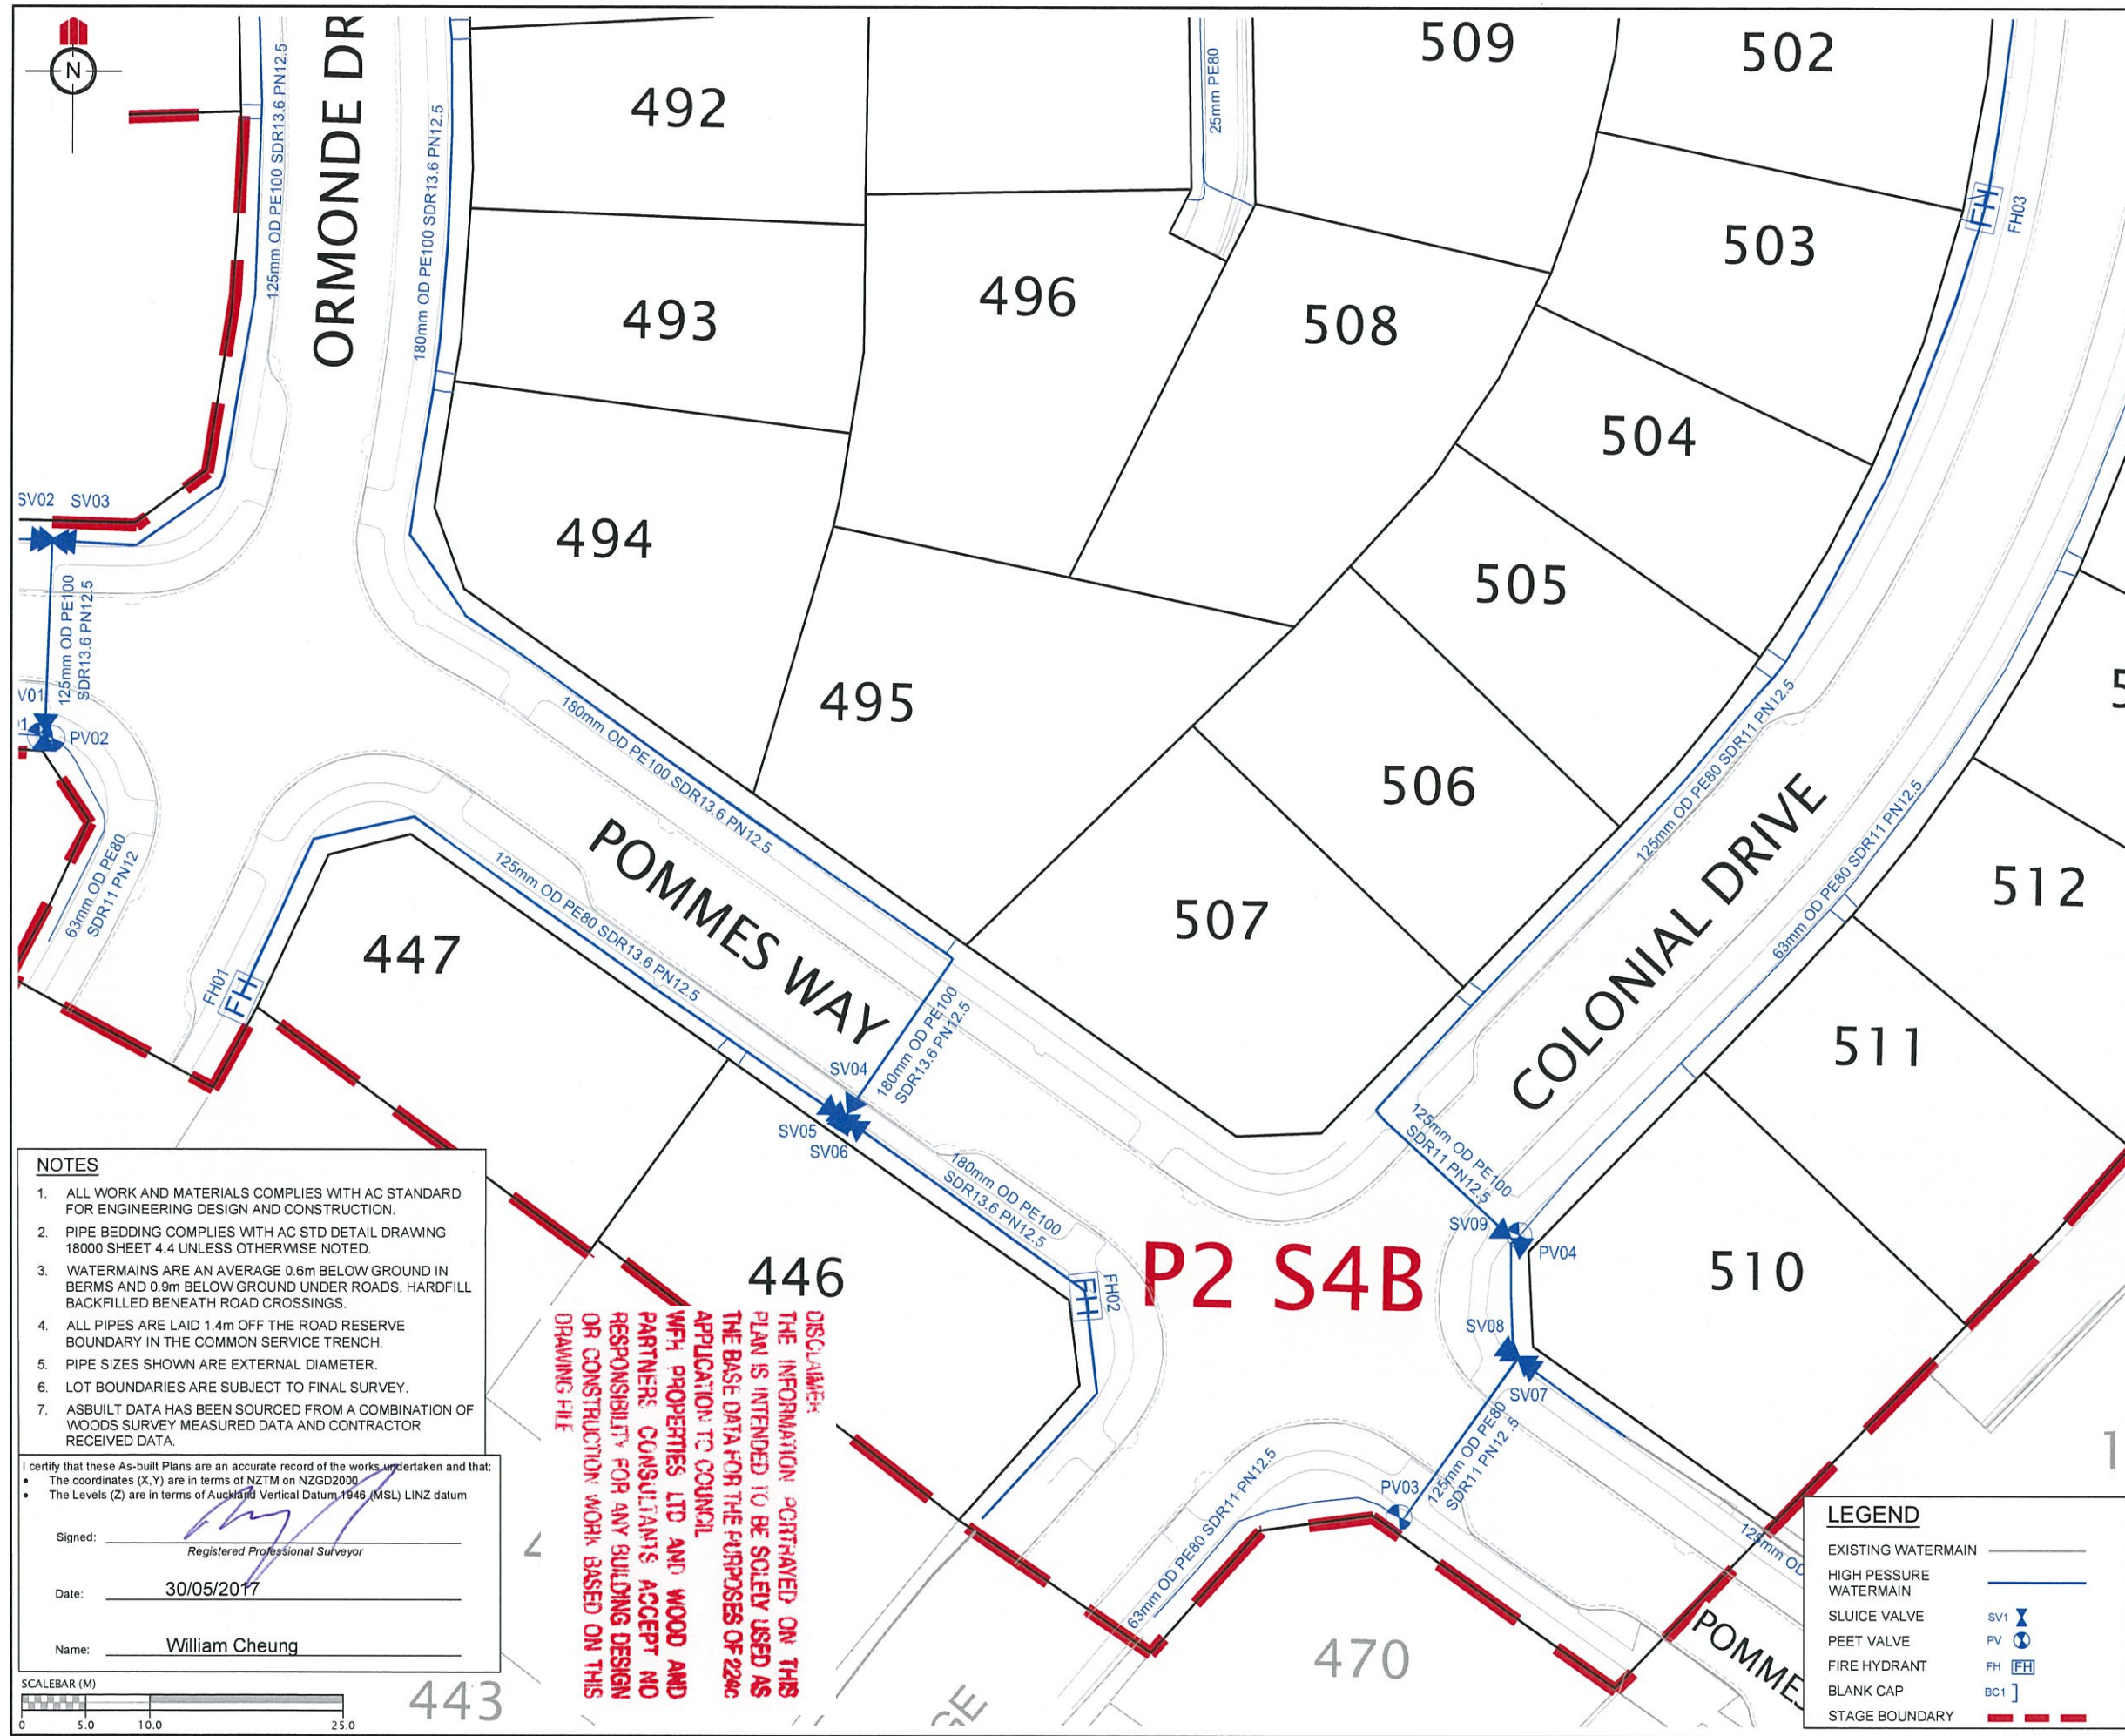 N
ORMONDE DR
125mm OD PE100 SDR13.6 PN12.5
180mm OD PE100 SDR13.6 PN12.5
25mm PE80
492
493
494
495
496
509
508
502
503
504
505
506
507
FH
FH03
SV02 SV03
125mm OD PE100
SDR13.6 PN12.5
PV02
63mm OD PE80
SDR11 PN12
180mm OD PE100 SDR13.6 PN12.5
125mm OD PE80 SDR13.6 PN12.5
POMMES WAY
447
FH01
FH
180mm OD PE100
SDR13.6 PN12.5
SV04
SV05
SV06
180mm OD PE100
SDR13.6 PN12.5
446
FH02
FH
P2 S4B
125mm OD PE80 SDR11 PN12.5
COLONIAL DRIVE
63mm OD PE80 SDR11 PN12.5
512
511
510
125mm OD PE100
SDR11 PN12.5
SV09
PV04
SV08
SV07
125mm OD PE80
SDR11 PN12.5
PV03
63mm OD PE80 SDR11 PN12.5
470
443
POMMES
NOTES
1. ALL WORK AND MATERIALS COMPLIES WITH AC STANDARD
FOR ENGINEERING DESIGN AND CONSTRUCTION.
2. PIPE BEDDING COMPLIES WITH AC STD DETAIL DRAWING
18000 SHEET 4.4 UNLESS OTHERWISE NOTED.
3. WATERMAINS ARE AN AVERAGE 0.6m BELOW GROUND IN
BERMS AND 0.9m BELOW GROUND UNDER ROADS. HARDFILL
BACKFILLED BENEATH ROAD CROSSINGS.
4. ALL PIPES ARE LAID 1.4m OFF THE ROAD RESERVE
BOUNDARY IN THE COMMON SERVICE TRENCH.
5. PIPE SIZES SHOWN ARE EXTERNAL DIAMETER.
6. LOT BOUNDARIES ARE SUBJECT TO FINAL SURVEY.
7. ASBUILT DATA HAS BEEN SOURCED FROM A COMBINATION OF
WOODS SURVEY MEASURED DATA AND CONTRACTOR
RECEIVED DATA.
I certify that these As-built Plans are an accurate record of the works undertaken and that:
• The coordinates (X,Y) are in terms of NZTM on NZGD2000
• The Levels (Z) are in terms of Auckland Vertical Datum 1946 (MSL) LINZ datum
Signed:
Registered Professional Surveyor
Date: 30/05/2017
Name: William Cheung
SCALEBAR (M)
0 5.0 10.0 25.0
DISCLAIMER
THE INFORMATION PORTRAYED ON THIS
PLAN IS INTENDED TO BE SOLELY USED AS
THE BASE DATA FOR THE PURPOSES OF 224C
APPLICATION TO COUNCIL
WFH PROPERTIES LTD AND WOOD AND
PARTNERS CONSULTANTS ACCEPT NO
RESPONSIBILITY FOR ANY BUILDING DESIGN
OR CONSTRUCTION WORK BASED ON THIS
DRAWING FILE
LEGEND
EXISTING WATERMAIN
HIGH PESSURE
WATERMAIN
SLUICE VALVE SV1
PEET VALVE PV
FIRE HYDRANT FH FH
BLANK CAP BC1
STAGE BOUNDARY